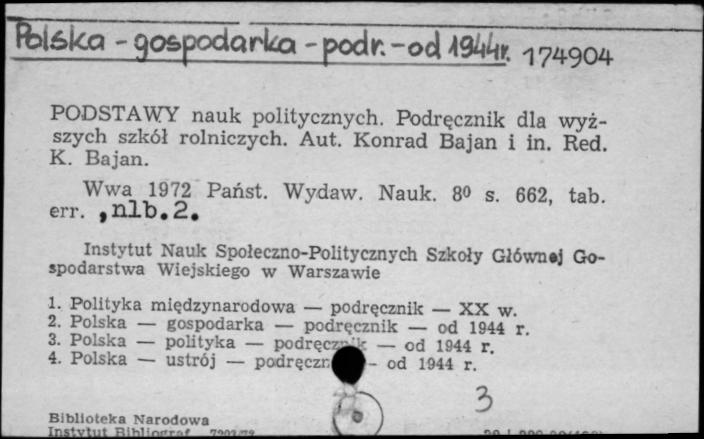 Polska - gospodarka - podr. - od 1944r. 174904
PODSTAWY nauk politycznych. Podręcznik dla wyż-
szych szkół rolniczych. Aut. Konrad Bajan i in. Red.
K. Bajan.
Wwa 1972 Państ. Wydaw. Nauk. 8⁰ s. 662, tab.
err. ,nlb.2.
Instytut Nauk Społeczno-Politycznych Szkoły Głównej Go-
spodarstwa Wiejskiego w Warszawie
1. Polityka międzynarodowa — podręcznik — XX w.
2. Polska — gospodarka — podręcznik — od 1944 r.
3. Polska — polityka — podręcznik — od 1944 r.
4. Polska — ustrój — podręczn — od 1944 r.
3
Biblioteka Narodowa
Instytut Bibliograf.